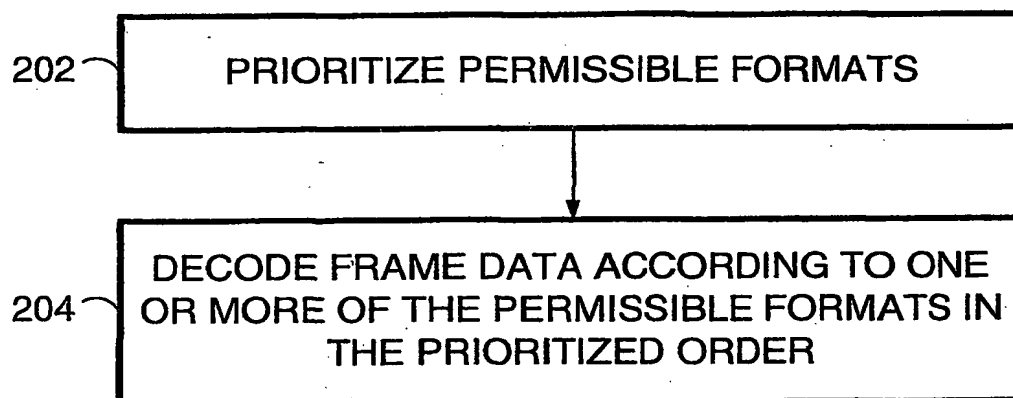 202 PRIORITIZE PERMISSIBLE FORMATS
DECODE FRAME DATA ACCORDING TO ONE
204 OR MORE OF THE PERMISSIBLE FORMATS IN
THE PRIORITIZED ORDER